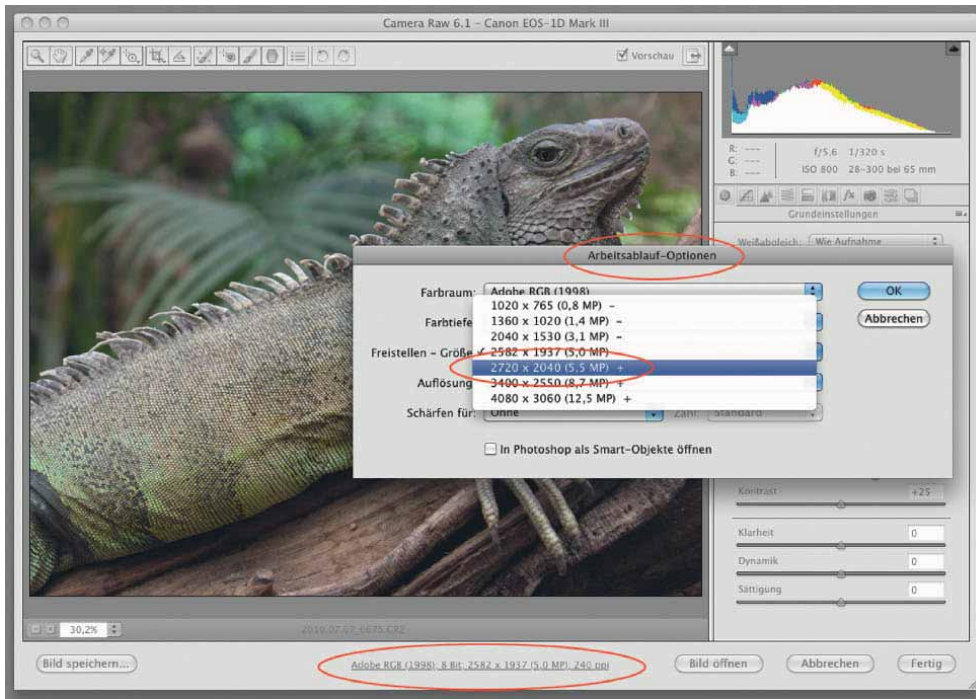 Camera Raw 6.1 – Canon EOS-1D Mark III
Vorschau
R: ---
G: ---
B: ---
f/5,6 1/320 s
ISO 800 28–300 bei 65 mm
Grundeinstellungen
Weißabgleich: Wie Aufnahme
Arbeitsablauf-Optionen
Farbraum: Adobe RGB (1998)
OK
1020 x 765 (0,8 MP) –
Farbtiefe
1360 x 1020 (1,4 MP) –
Abbrechen
2040 x 1530 (3,1 MP) –
Freistellen – Größe ✓ 2582 x 1937 (5,0 MP)
2720 x 2040 (5,5 MP) +
Auflösung
3400 x 2550 (8,7 MP) +
4080 x 3060 (12,5 MP) +
Schärfen für: Ohne Zahl: Standard
In Photoshop als Smart-Objekte öffnen
Kontrast +25
Klarheit 0
Dynamik 0
Sättigung 0
30,2%
2010.07.07_6675.CR2
Bild speichern...
Adobe RGB (1998); 8 Bit; 2582 x 1937 (5,0 MP); 240 ppi
Bild öffnen
Abbrechen
Fertig